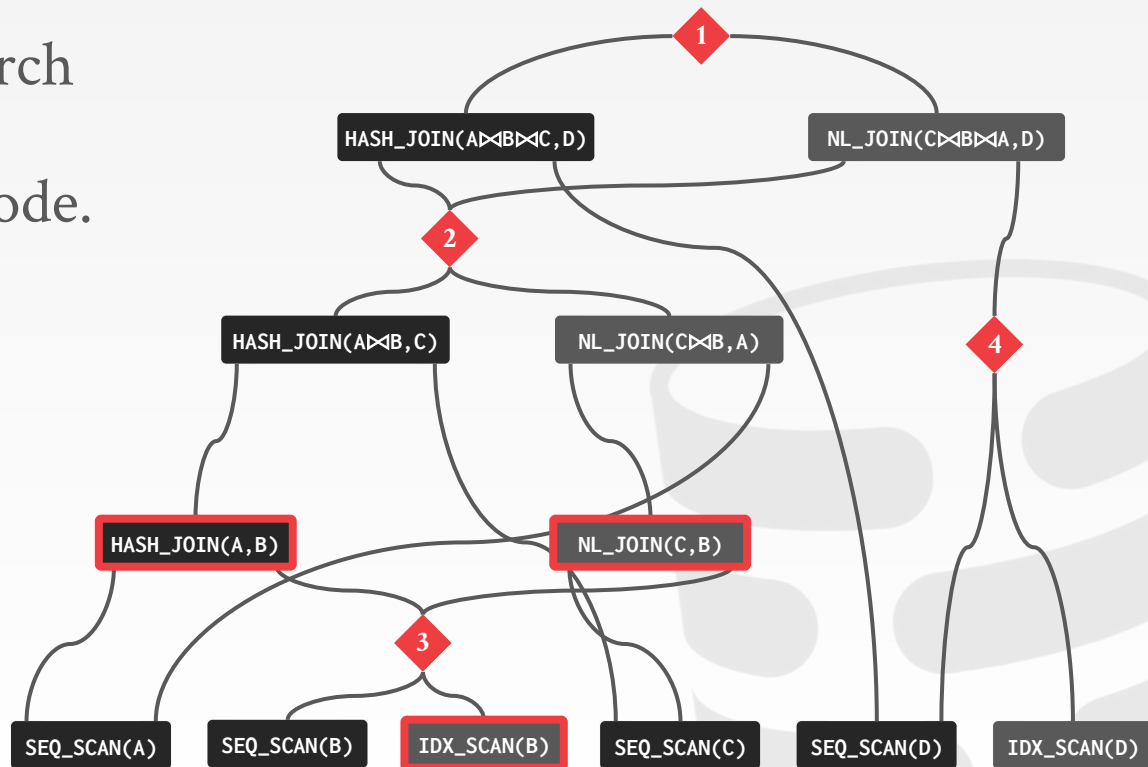 rch
ode.
1
HASH_JOIN(A⋈B⋈C,D)
NL_JOIN(C⋈B⋈A,D)
2
HASH_JOIN(A⋈B,C)
NL_JOIN(C⋈B,A)
4
HASH_JOIN(A,B)
NL_JOIN(C,B)
3
SEQ_SCAN(A)
SEQ_SCAN(B)
IDX_SCAN(B)
SEQ_SCAN(C)
SEQ_SCAN(D)
IDX_SCAN(D)